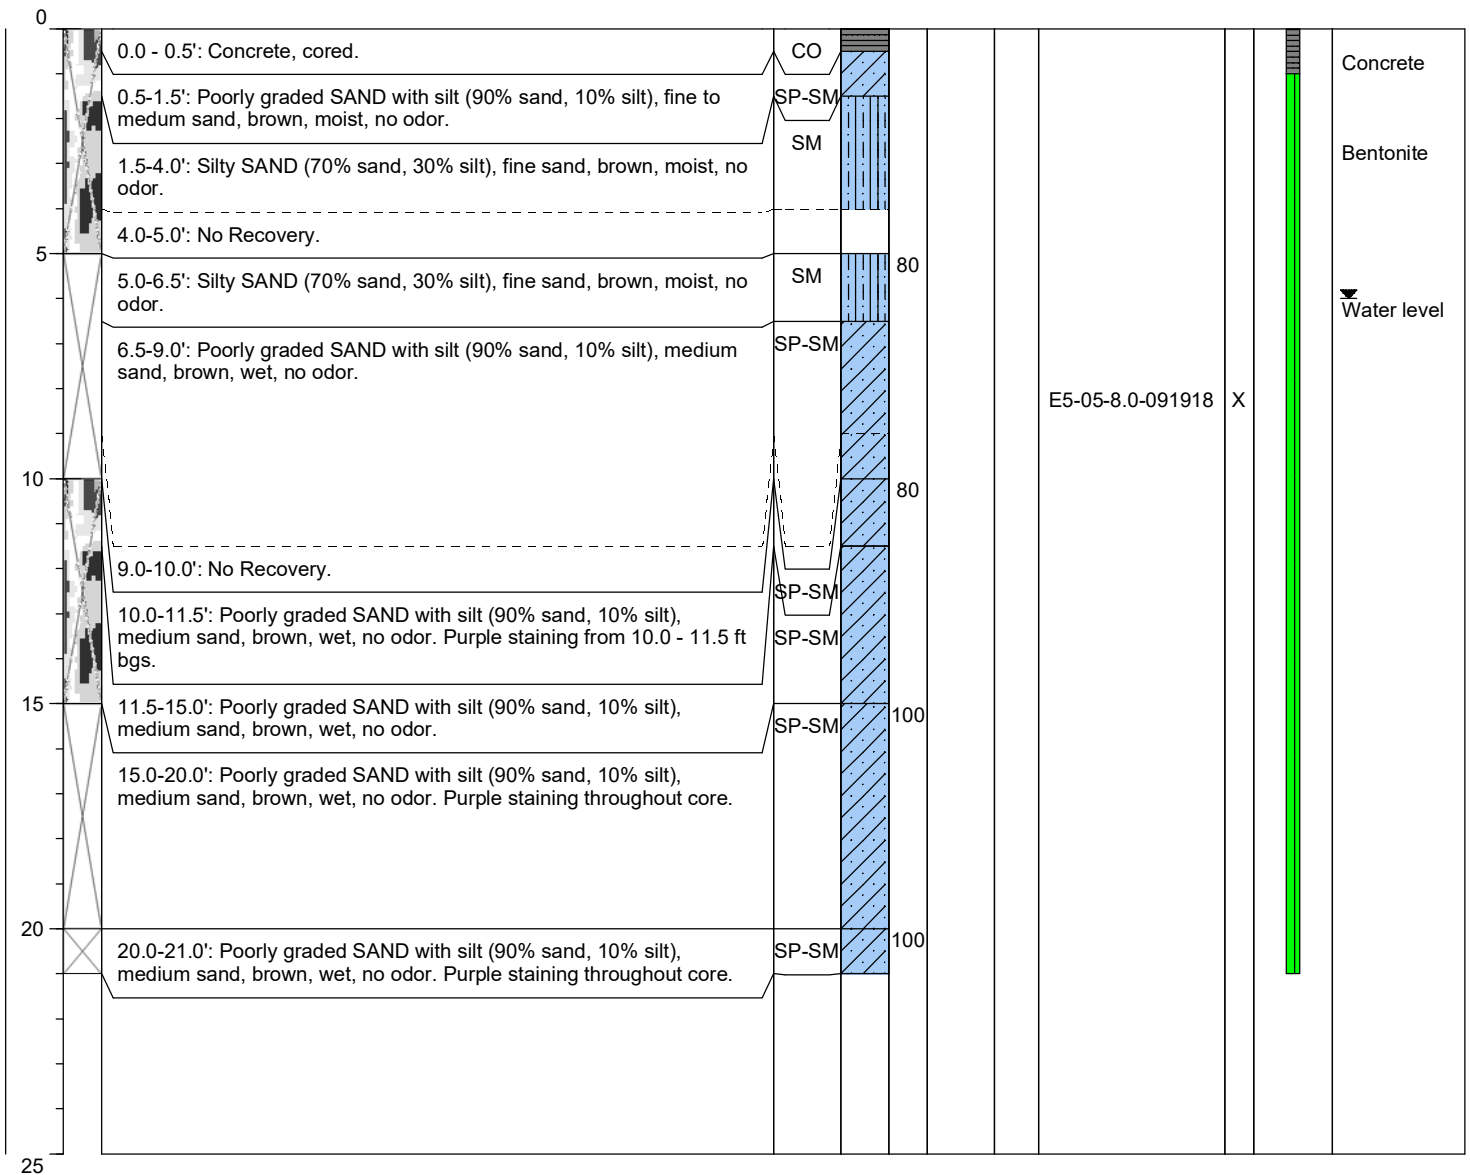 0
0.0 - 0.5': Concrete, cored.
CO
Concrete
0.5-1.5': Poorly graded SAND with silt (90% sand, 10% silt), fine to
medum sand, brown, moist, no odor.
SP-SM
SM
Bentonite
1.5-4.0': Silty SAND (70% sand, 30% silt), fine sand, brown, moist, no
odor.
4.0-5.0': No Recovery.
5
80
5.0-6.5': Silty SAND (70% sand, 30% silt), fine sand, brown, moist, no
odor.
SM
Water level
6.5-9.0': Poorly graded SAND with silt (90% sand, 10% silt), medium
sand, brown, wet, no odor.
SP-SM
E5-05-8.0-091918
X
10
80
9.0-10.0': No Recovery.
SP-SM
10.0-11.5': Poorly graded SAND with silt (90% sand, 10% silt),
medium sand, brown, wet, no odor. Purple staining from 10.0 - 11.5 ft
bgs.
SP-SM
15
100
11.5-15.0': Poorly graded SAND with silt (90% sand, 10% silt),
medium sand, brown, wet, no odor.
SP-SM
15.0-20.0': Poorly graded SAND with silt (90% sand, 10% silt),
medium sand, brown, wet, no odor. Purple staining throughout core.
20
100
20.0-21.0': Poorly graded SAND with silt (90% sand, 10% silt),
medium sand, brown, wet, no odor. Purple staining throughout core.
SP-SM
25